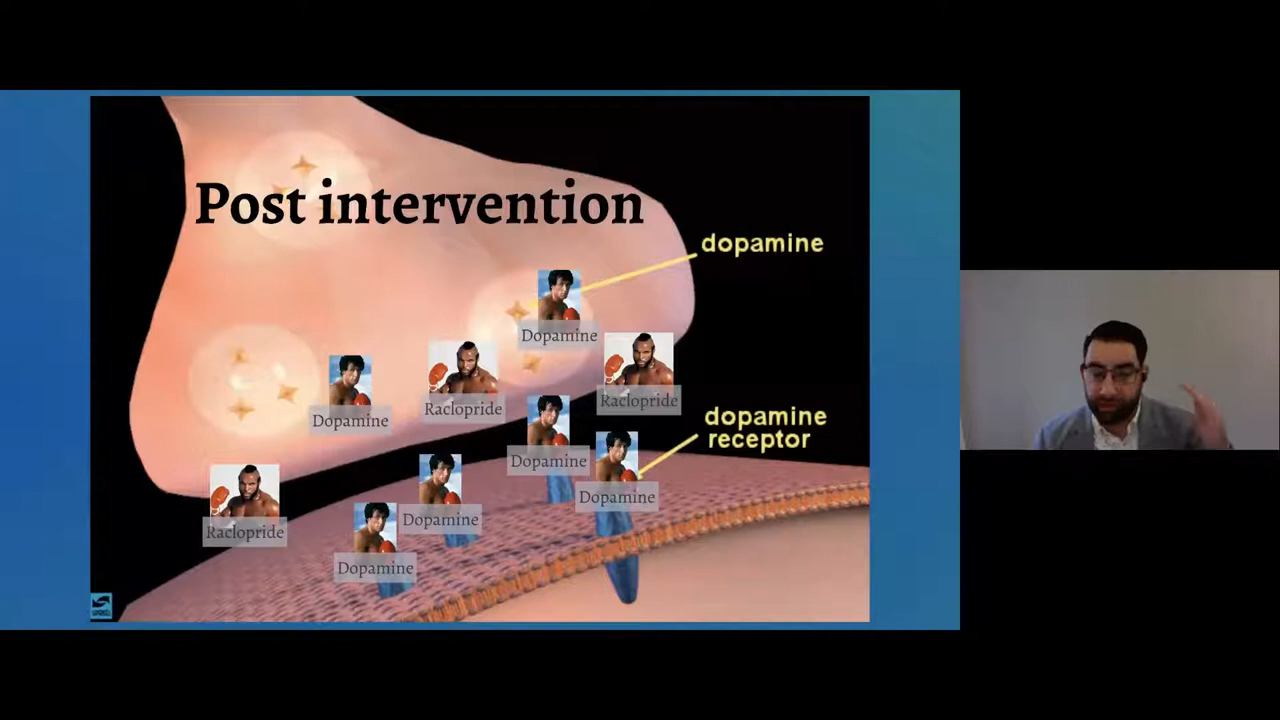 Post intervention
dopamine
Dopamine
Raclopride
Raclopride
Dopamine
dopamine
receptor
Dopamine
Dopamine
Dopamine
Raclopride
Dopamine